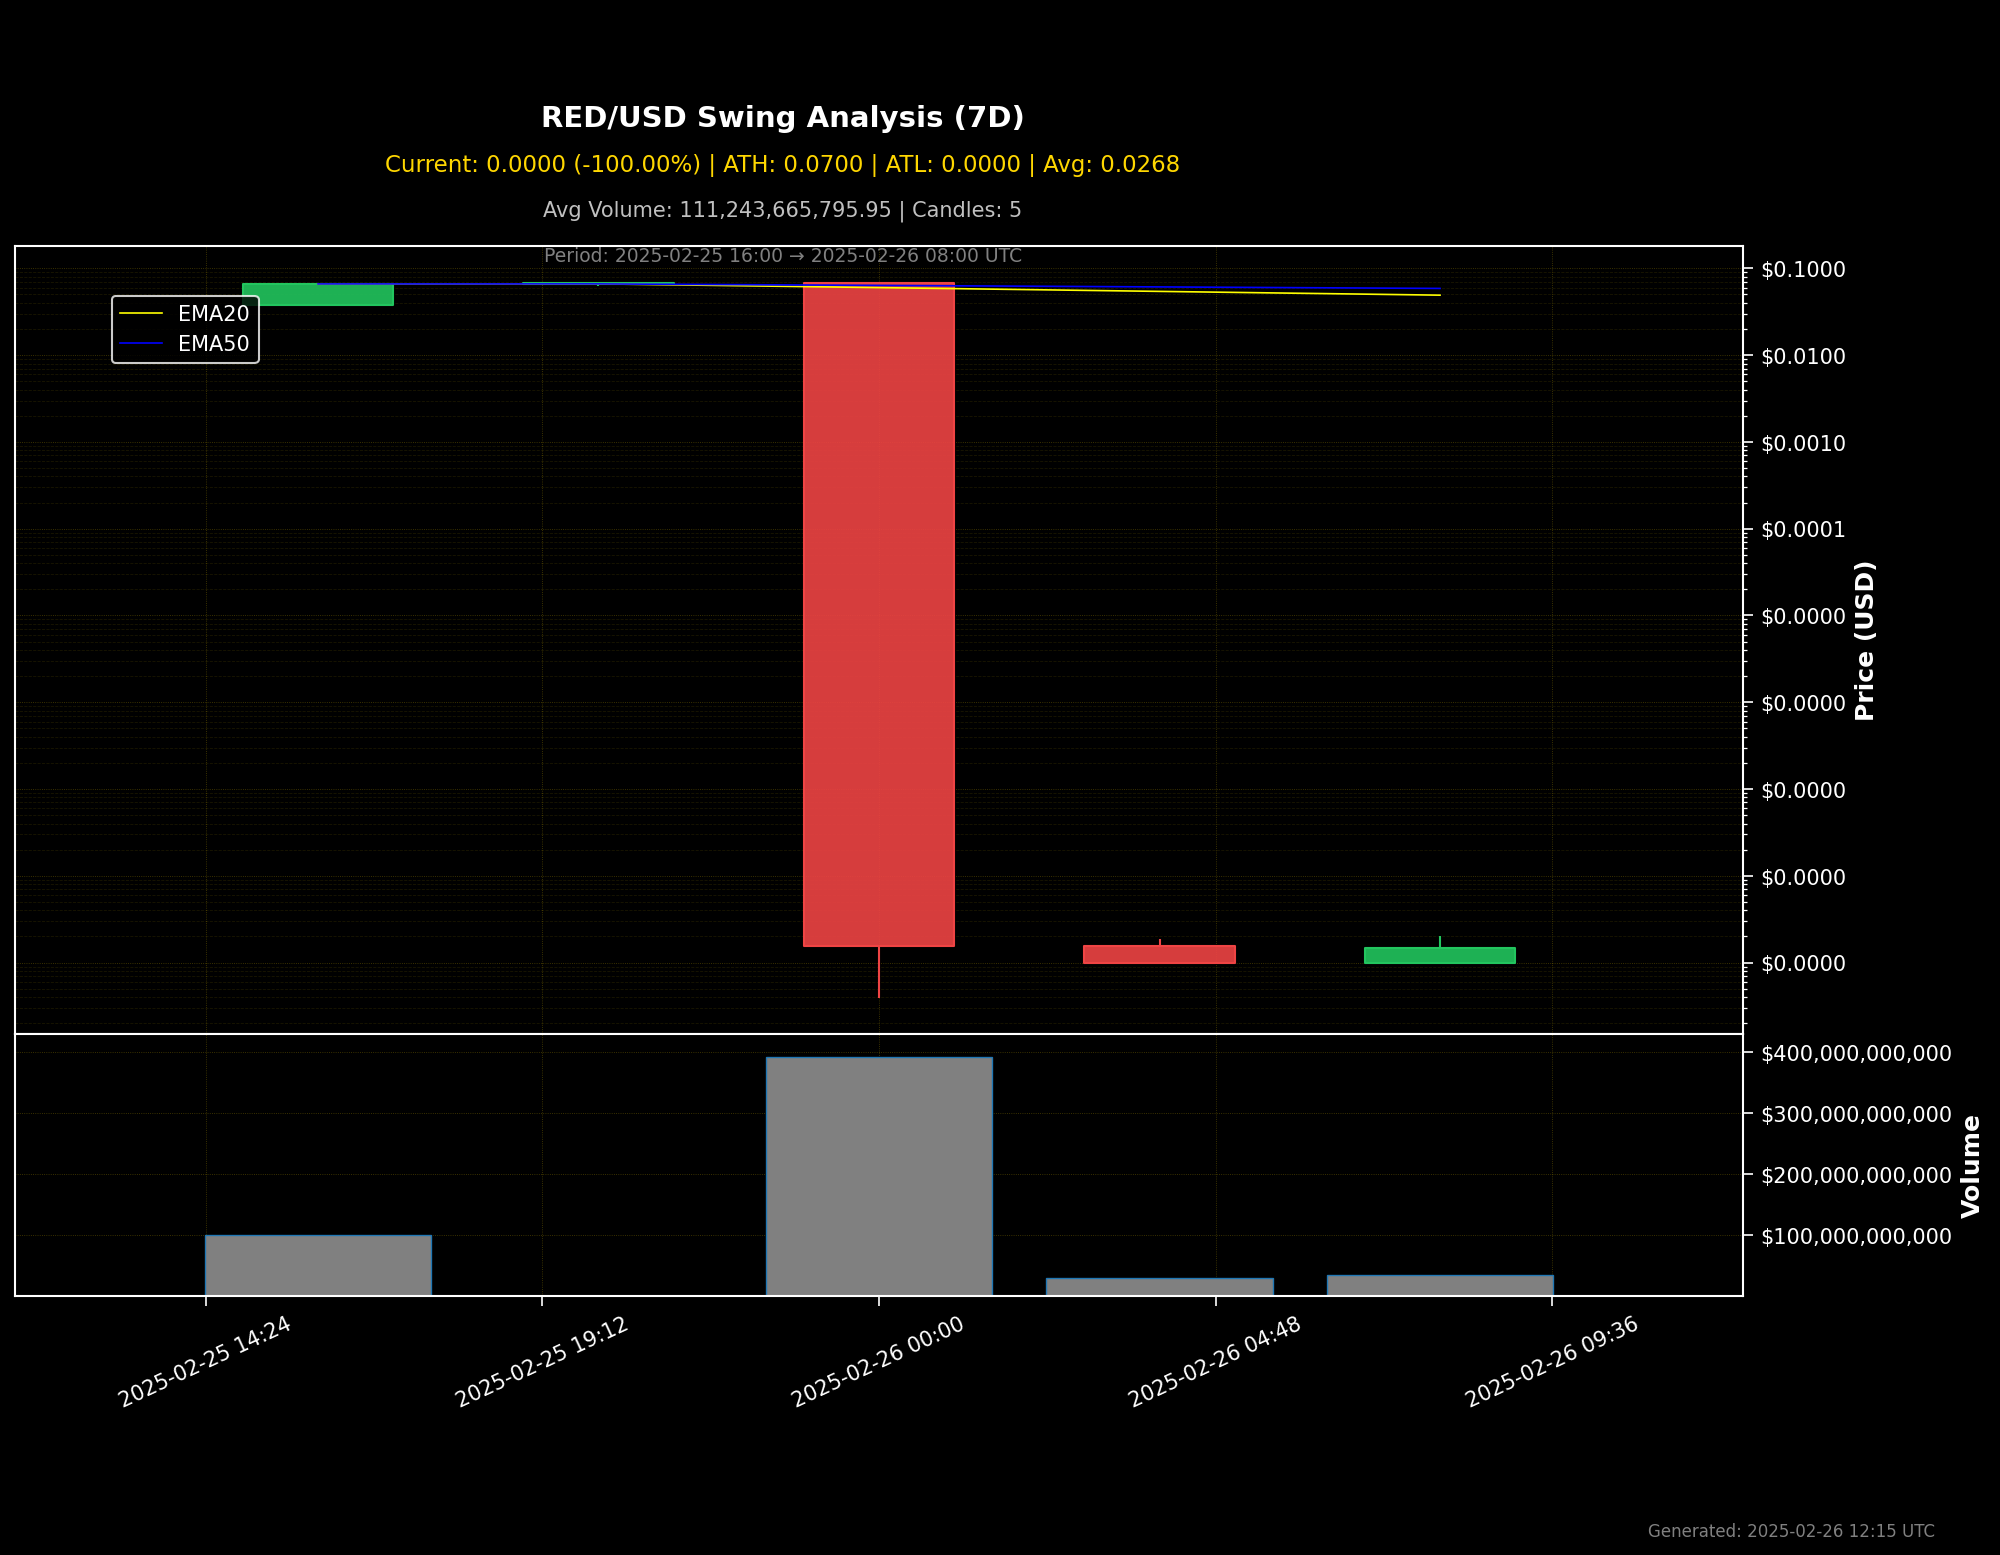 RED/USD Swing Analysis (7D)
Current: 0.0000 (-100.00%) | ATH: 0.0700 | ATL: 0.0000 | Avg: 0.0268
Avg Volume: 111,243,665,795.95 | Candles: 5
Period: 2025-02-25 16:00 → 2025-02-26 08:00 UTC
EMA20
EMA50
$0.1000
$0.0100
$0.0010
$0.0001
$0.0000
$0.0000
$0.0000
$0.0000
$0.0000
Price (USD)
$400,000,000,000
$300,000,000,000
$200,000,000,000
$100,000,000,000
Volume
2025-02-25 14:24
2025-02-25 19:12
2025-02-26 00:00
2025-02-26 04:48
2025-02-26 09:36
Generated: 2025-02-26 12:15 UTC